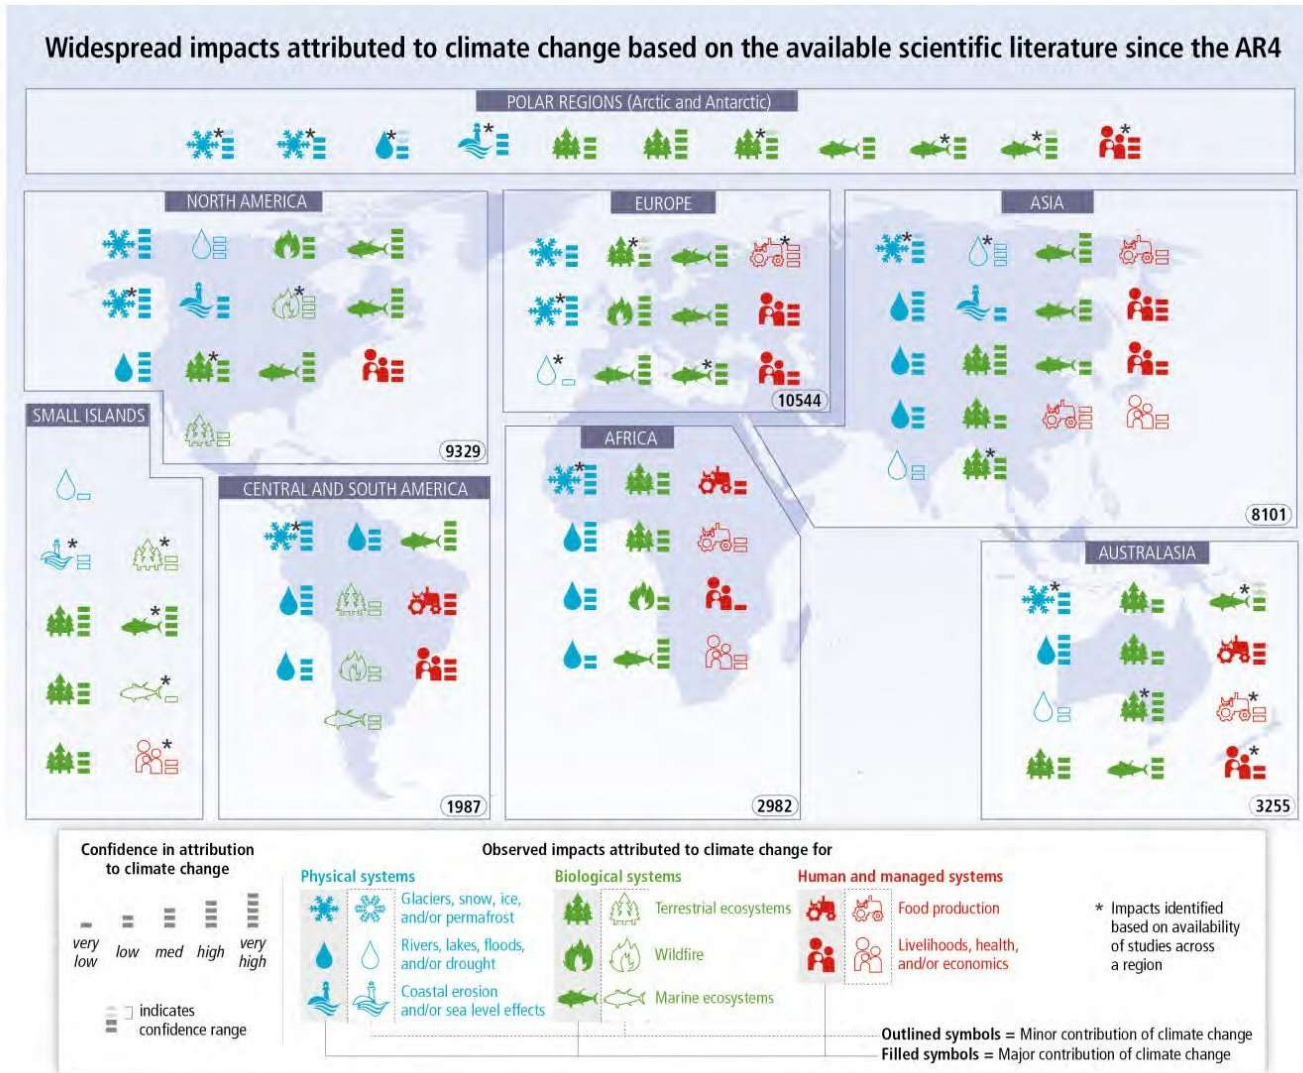 Widespread impacts attributed to climate change based on the available scientific literature since the AR4
POLAR REGIONS (Arctic and Antarctic)
* * * * * * * *
NORTH AMERICA
* * *
9329
EUROPE
* * * * *
10544
ASIA
* * *
8101
SMALL ISLANDS
* * * * *
CENTRAL AND SOUTH AMERICA
*
1987
AFRICA
*
2982
AUSTRALASIA
* * * * *
3255
Confidence in attribution
to climate change
very
low
low
med
high
very
high
indicates
confidence range
Observed impacts attributed to climate change for
Physical systems
Glaciers, snow, ice,
and/or permafrost
Rivers, lakes, floods,
and/or drought
Coastal erosion
and/or sea level effects
Biological systems
Terrestrial ecosystems
Wildfire
Marine ecosystems
Human and managed systems
Food production
Livelihoods, health,
and/or economics
* Impacts identified
based on availability
of studies across
a region
Outlined symbols = Minor contribution of climate change
Filled symbols = Major contribution of climate change